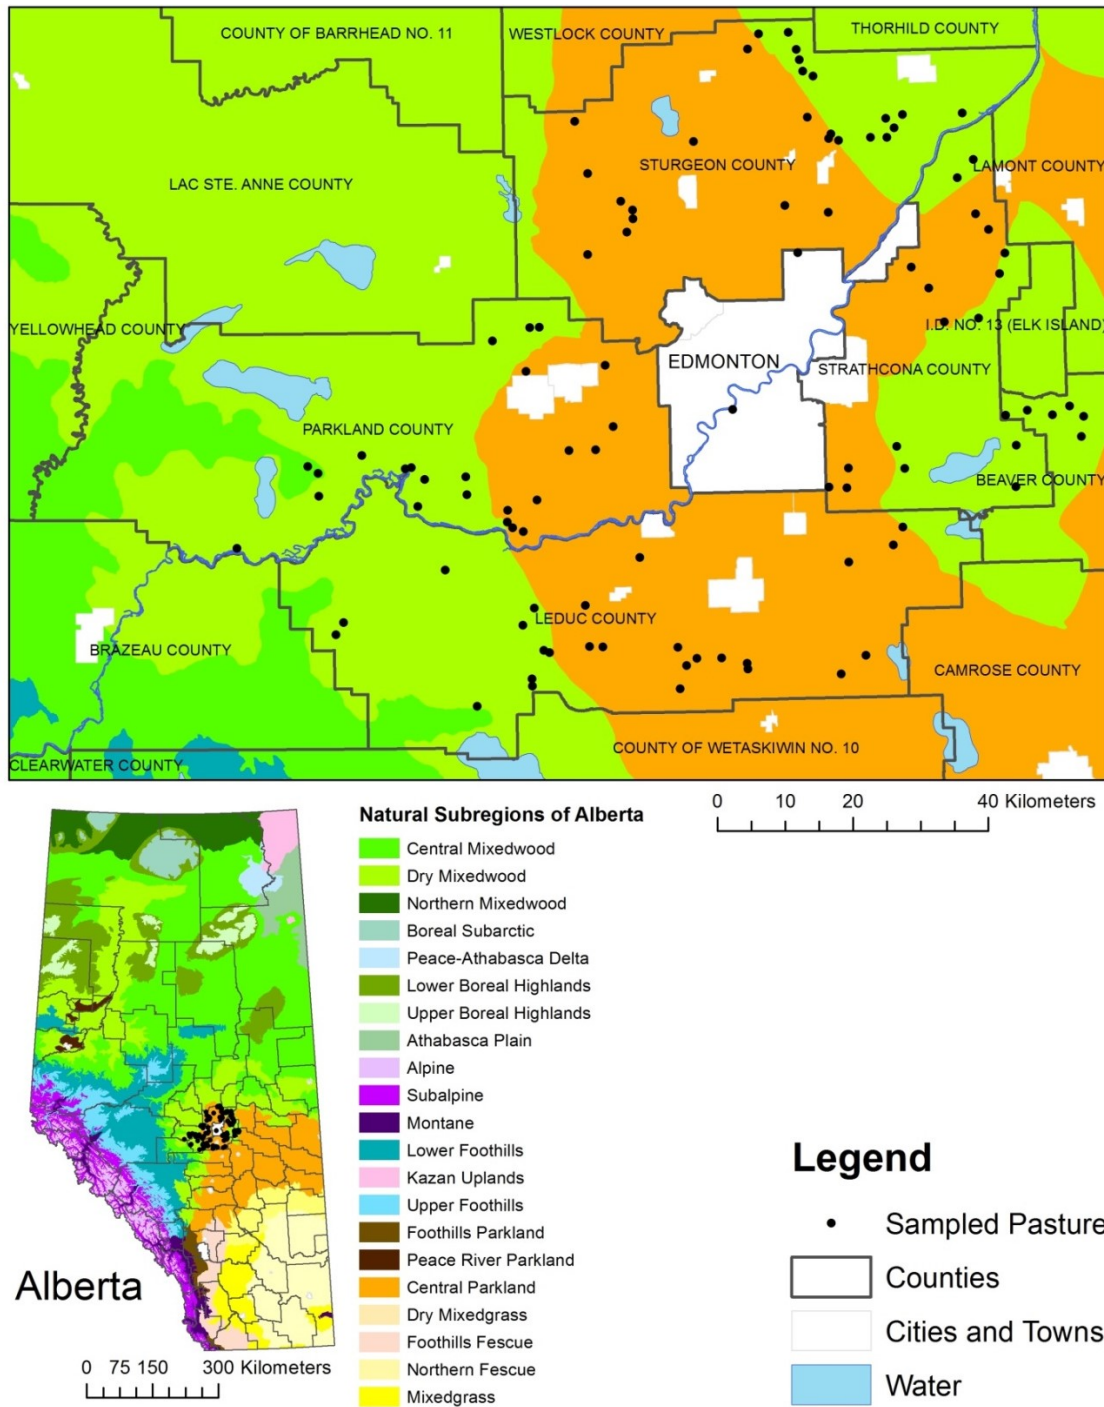 COUNTY OF BARRHEAD NO. 11
WESTLOCK COUNTY
THORHILD COUNTY
LAC STE. ANNE COUNTY
STURGEON COUNTY
LAMONT COUNTY
YELLOWHEAD COUNTY
I.D. NO. 13 (ELK ISLAND)
EDMONTON
STRATHCONA COUNTY
PARKLAND COUNTY
BEAVER COUNTY
LEDUC COUNTY
BRAZEAU COUNTY
CAMROSE COUNTY
COUNTY OF WETASKIWIN NO. 10
CLEARWATER COUNTY
0 10 20 40 Kilometers
Natural Subregions of Alberta
Central Mixedwood
Dry Mixedwood
Northern Mixedwood
Boreal Subarctic
Peace-Athabasca Delta
Lower Boreal Highlands
Upper Boreal Highlands
Athabasca Plain
Alpine
Subalpine
Montane
Lower Foothills
Kazan Uplands
Upper Foothills
Foothills Parkland
Peace River Parkland
Central Parkland
Dry Mixedgrass
Foothills Fescue
Northern Fescue
Mixedgrass
Alberta
0 75 150 300 Kilometers
Legend
Sampled Pasture
Counties
Cities and Towns
Water